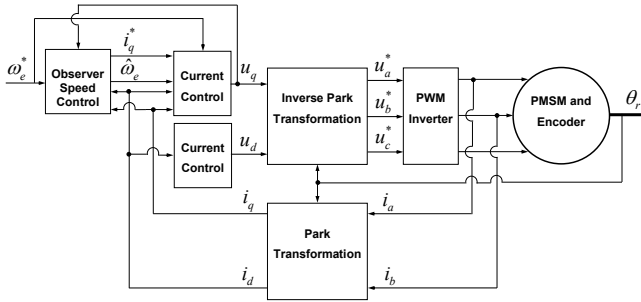 ω*e
Observer
Speed
Control
i*q
ω̂e
Current
Control
uq
Current
Control
ud
Inverse Park
Transformation
u*a
u*b
u*c
PWM
Inverter
PMSM and
Encoder
θr
iq
id
Park
Transformation
ia
ib